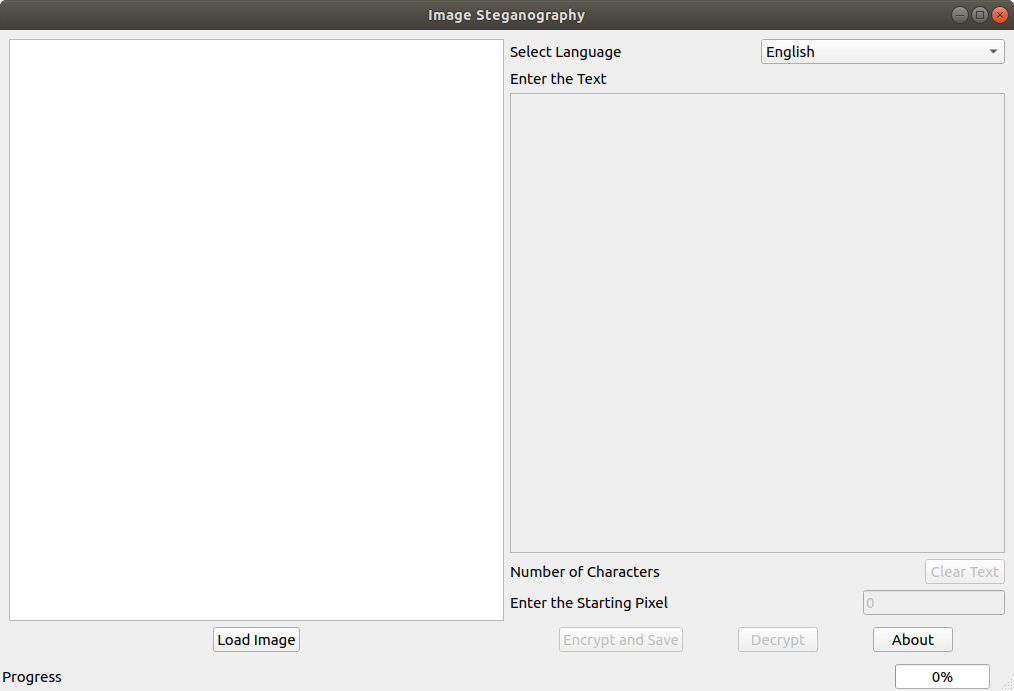 Image Steganography
Select Language
English
Enter the Text
Number of Characters
Clear Text
Enter the Starting Pixel
0
Load Image
Encrypt and Save
Decrypt
About
Progress
0%